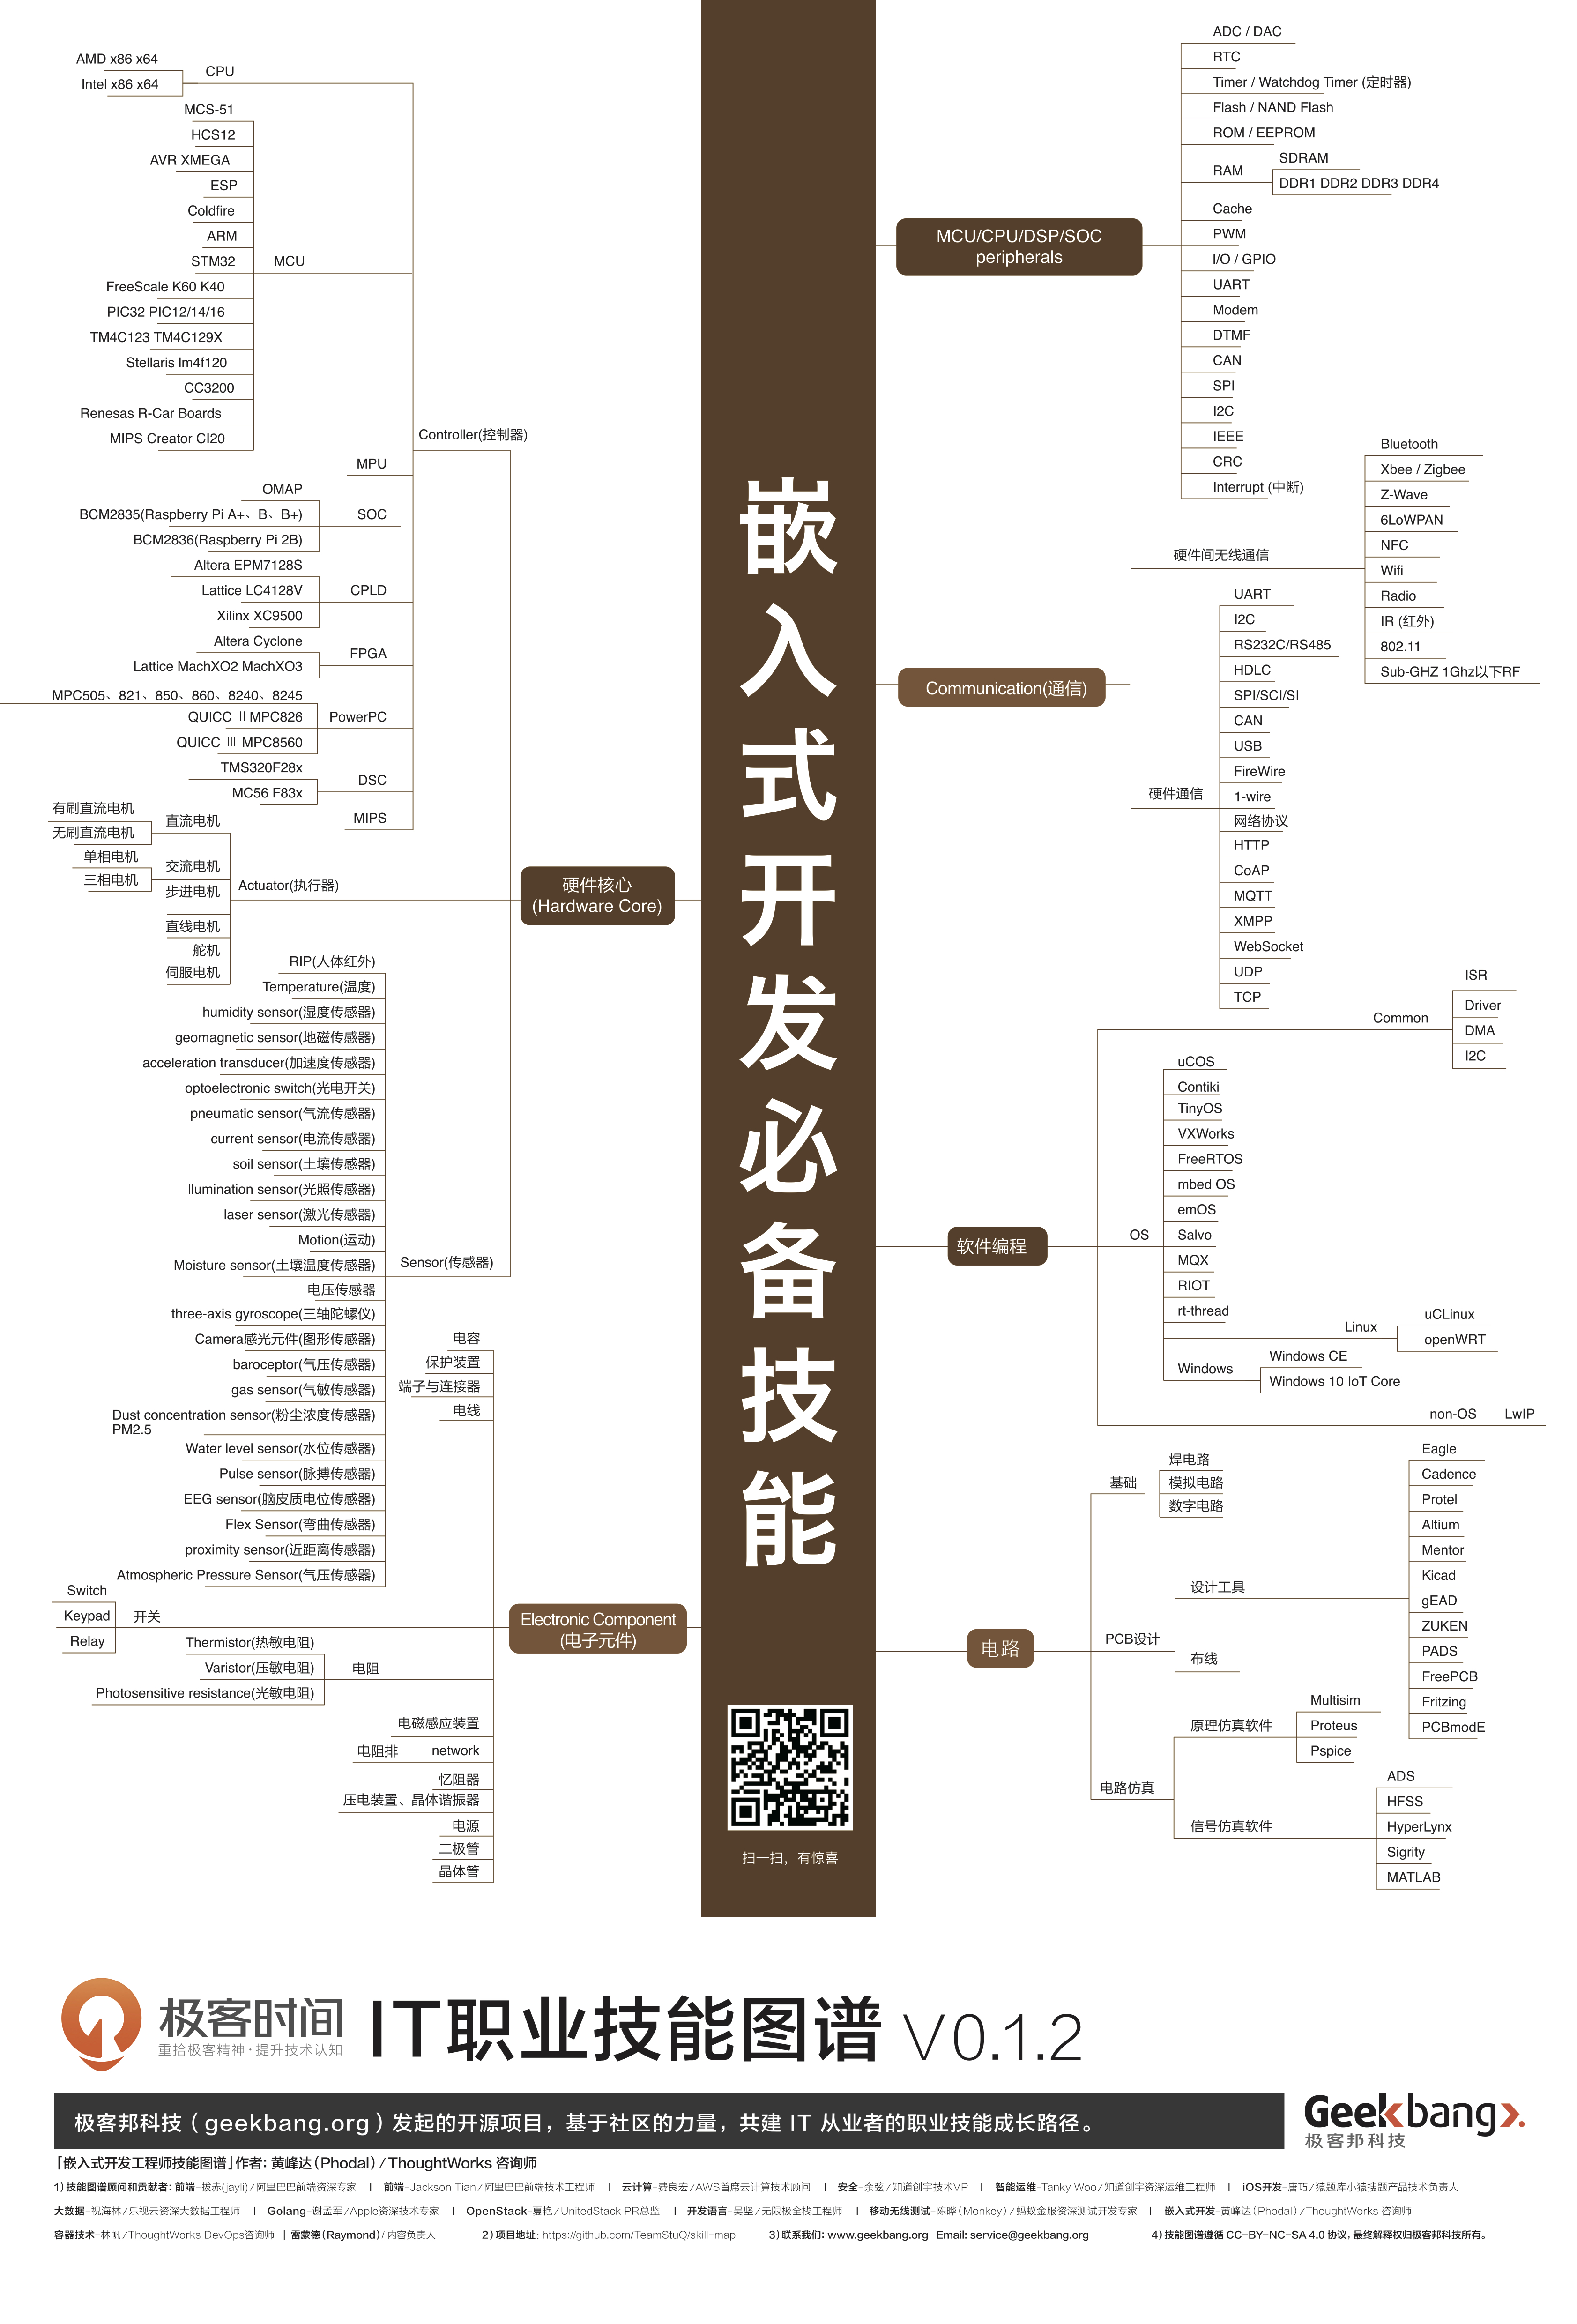 嵌入式开发必备技能
扫一扫，有惊喜
AMD x86 x64
Intel x86 x64
CPU
MCS-51
HCS12
AVR XMEGA
ESP
Coldfire
ARM
STM32
MCU
FreeScale K60 K40
PIC32 PIC12/14/16
TM4C123 TM4C129X
Stellaris lm4f120
CC3200
Renesas R-Car Boards
MIPS Creator CI20
Controller(控制器)
MPU
OMAP
BCM2835(Raspberry Pi A+、B、B+)
SOC
BCM2836(Raspberry Pi 2B)
Altera EPM7128S
Lattice LC4128V
CPLD
Xilinx XC9500
Altera Cyclone
FPGA
Lattice MachXO2 MachXO3
MPC505、821、850、860、8240、8245
QUICC II MPC826
PowerPC
QUICC III MPC8560
TMS320F28x
DSC
MC56 F83x
MIPS
有刷直流电机
直流电机
无刷直流电机
单相电机
交流电机
三相电机
步进电机
Actuator(执行器)
直线电机
舵机
伺服电机
硬件核心
(Hardware Core)
RIP(人体红外)
Temperature(温度)
humidity sensor(湿度传感器)
geomagnetic sensor(地磁传感器)
acceleration transducer(加速度传感器)
optoelectronic switch(光电开关)
pneumatic sensor(气流传感器)
current sensor(电流传感器)
soil sensor(土壤传感器)
llumination sensor(光照传感器)
laser sensor(激光传感器)
Motion(运动)
Moisture sensor(土壤温度传感器)
Sensor(传感器)
电压传感器
three-axis gyroscope(三轴陀螺仪)
Camera感光元件(图形传感器)
baroceptor(气压传感器)
gas sensor(气敏传感器)
Dust concentration sensor(粉尘浓度传感器)
PM2.5
Water level sensor(水位传感器)
Pulse sensor(脉搏传感器)
EEG sensor(脑皮质电位传感器)
Flex Sensor(弯曲传感器)
proximity sensor(近距离传感器)
Atmospheric Pressure Sensor(气压传感器)
电容
保护装置
端子与连接器
电线
Switch
Keypad
开关
Relay
Electronic Component
(电子元件)
Thermistor(热敏电阻)
Varistor(压敏电阻)
电阻
Photosensitive resistance(光敏电阻)
电磁感应装置
电阻排 network
忆阻器
压电装置、晶体谐振器
电源
二极管
晶体管
ADC / DAC
RTC
Timer / Watchdog Timer (定时器)
Flash / NAND Flash
ROM / EEPROM
RAM
SDRAM
DDR1 DDR2 DDR3 DDR4
Cache
PWM
MCU/CPU/DSP/SOC
peripherals
I/O / GPIO
UART
Modem
DTMF
CAN
SPI
I2C
IEEE
CRC
Interrupt (中断)
Bluetooth
Xbee / Zigbee
Z-Wave
6LoWPAN
NFC
硬件间无线通信
Wifi
Radio
IR (红外)
802.11
Sub-GHZ 1Ghz以下RF
UART
I2C
RS232C/RS485
HDLC
Communication(通信)
SPI/SCI/SI
CAN
USB
FireWire
硬件通信
1-wire
网络协议
HTTP
CoAP
MQTT
XMPP
WebSocket
UDP
TCP
ISR
Driver
Common
DMA
I2C
uCOS
Contiki
TinyOS
VXWorks
FreeRTOS
mbed OS
emOS
软件编程
OS
Salvo
MQX
RIOT
rt-thread
Linux
uCLinux
openWRT
Windows
Windows CE
Windows 10 IoT Core
non-OS LwIP
基础
焊电路
模拟电路
数字电路
Eagle
Cadence
Protel
Altium
Mentor
Kicad
设计工具
gEAD
ZUKEN
PADS
FreePCB
Fritzing
PCBmodE
电路
PCB设计
布线
Multisim
原理仿真软件
Proteus
Pspice
电路仿真
ADS
HFSS
信号仿真软件
HyperLynx
Sigrity
MATLAB
极客时间
重拾极客精神·提升技术认知
IT职业技能图谱 V0.1.2
极客邦科技（geekbang.org）发起的开源项目，基于社区的力量，共建 IT 从业者的职业技能成长路径。
Geekbang>.
极客邦科技
「嵌入式开发工程师技能图谱」作者：黄峰达（Phodal）/ ThoughtWorks 咨询师
1）技能图谱顾问和贡献者：前端-拔赤(jayli)/阿里巴巴前端资深专家 | 前端-Jackson Tian/阿里巴巴前端技术工程师 | 云计算-费良宏/AWS首席云计算技术顾问 | 安全-余弦/知道创宇技术VP | 智能运维-Tanky Woo/知道创宇资深运维工程师 | iOS开发-唐巧/猿题库小猿搜题产品技术负责人
大数据-祝海林/乐视云资深大数据工程师 | Golang-谢孟军/Apple资深技术专家 | OpenStack-夏艳/UnitedStack PR总监 | 开发语言-吴坚/无限极全栈工程师 | 移动无线测试-陈晔（Monkey）/蚂蚁金服资深测试开发专家 | 嵌入式开发-黄峰达（Phodal）/ThoughtWorks 咨询师
容器技术-林帆/ThoughtWorks DevOps咨询师 | 雷蒙德（Raymond）/内容负责人 2）项目地址：https://github.com/TeamStuQ/skill-map 3）联系我们：www.geekbang.org Email: service@geekbang.org 4）技能图谱遵循 CC-BY-NC-SA 4.0 协议，最终解释权归极客邦科技所有。